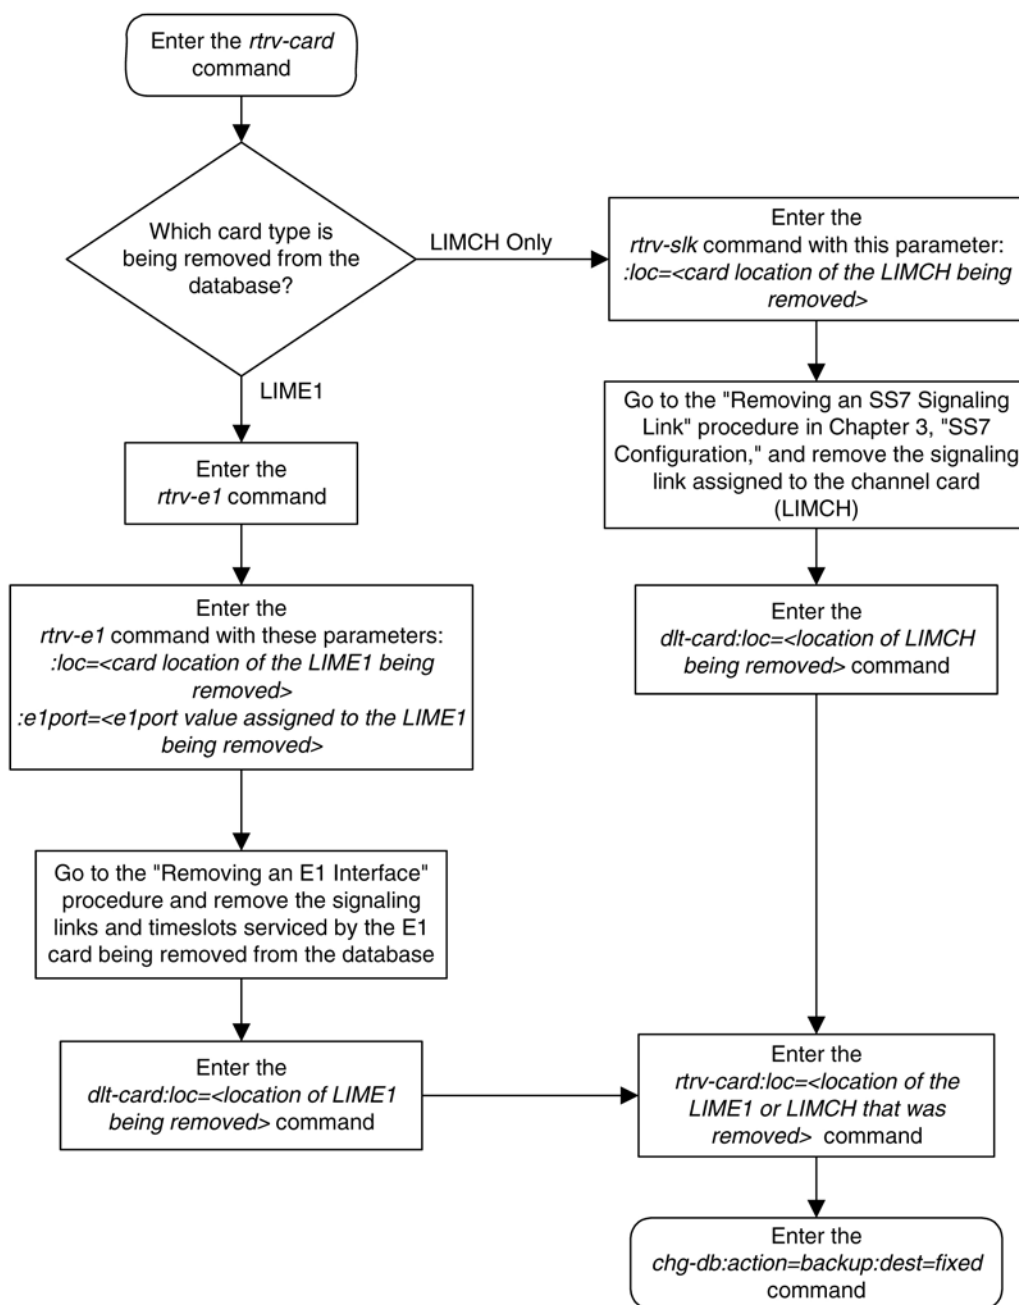 Enter the rtrv-card
command
Which card type is
being removed from the
database?
LIMCH Only
LIME1
Enter the
rtrv-e1 command
Enter the
rtrv-e1 command with these parameters:
:loc=<card location of the LIME1 being
removed>
:e1port=<e1port value assigned to the LIME1
being removed>
Go to the "Removing an E1 Interface"
procedure and remove the signaling
links and timeslots serviced by the E1
card being removed from the database
Enter the
dlt-card:loc=<location of LIME1
being removed> command
Enter the
rtrv-slk command with this parameter:
:loc=<card location of the LIMCH being
removed>
Go to the "Removing an SS7 Signaling
Link" procedure in Chapter 3, "SS7
Configuration," and remove the signaling
link assigned to the channel card
(LIMCH)
Enter the
dlt-card:loc=<location of LIMCH
being removed> command
Enter the
rtrv-card:loc=<location of the
LIME1 or LIMCH that was
removed> command
Enter the
chg-db:action=backup:dest=fixed
command